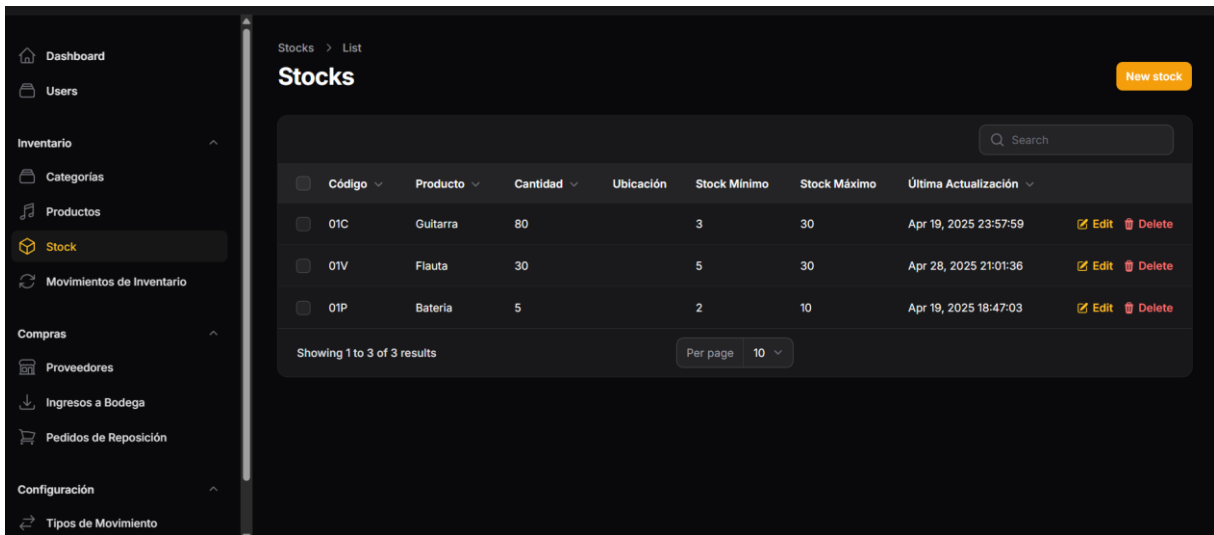 Dashboard
Users
Inventario
Categorías
Productos
Stock
Movimientos de Inventario
Compras
Proveedores
Ingresos a Bodega
Pedidos de Reposición
Configuración
Tipos de Movimiento
Stocks > List
Stocks
New stock
Search
Código Producto Cantidad Ubicación Stock Mínimo Stock Máximo Última Actualización
01C Guitarra 80 3 30 Apr 19, 2025 23:57:59 Edit Delete
01V Flauta 30 5 30 Apr 28, 2025 21:01:36 Edit Delete
01P Bateria 5 2 10 Apr 19, 2025 18:47:03 Edit Delete
Showing 1 to 3 of 3 results Per page 10